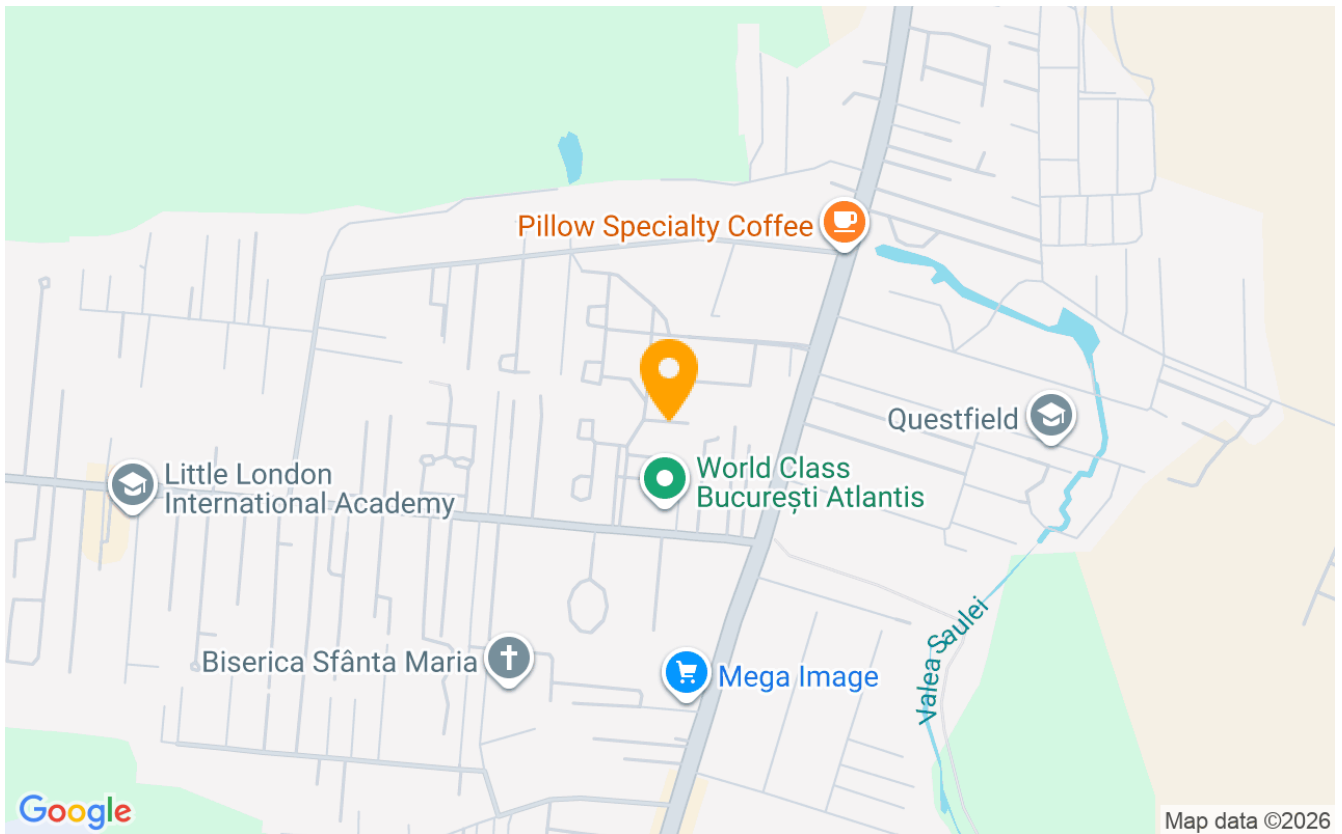 Pillow Specialty Coffee
Questfield
World Class
București Atlantis
Little London
International Academy
Valea Saulei
Biserica Sfânta Maria
Mega Image
Google
Map data ©2026